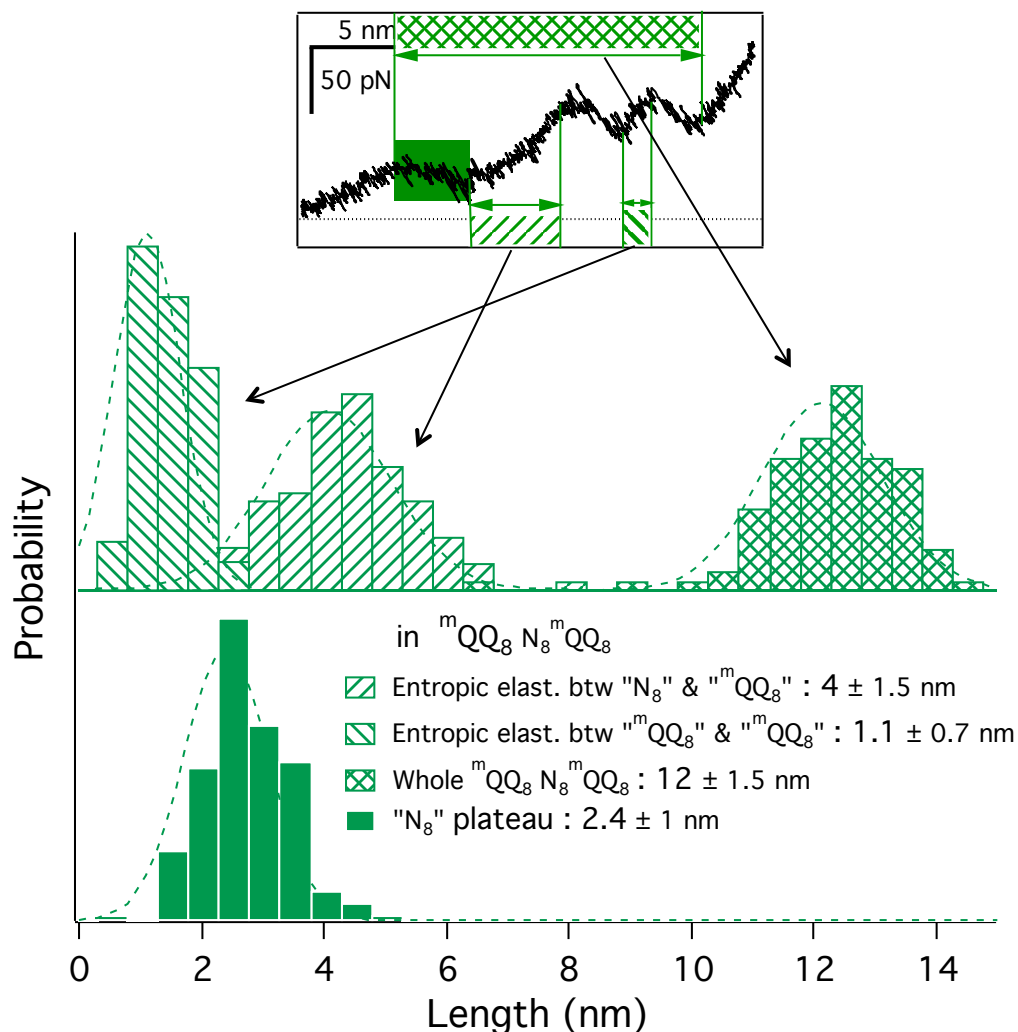 5 nm
50 pN
Probability
in ᵐQQ₈ N₈ᵐQQ₈
Entropic elast. btw "N₈" & "ᵐQQ₈" : 4 ± 1.5 nm
Entropic elast. btw "ᵐQQ₈" & "ᵐQQ₈" : 1.1 ± 0.7 nm
Whole ᵐQQ₈ N₈ᵐQQ₈ : 12 ± 1.5 nm
"N₈" plateau : 2.4 ± 1 nm
0 2 4 6 8 10 12 14
Length (nm)